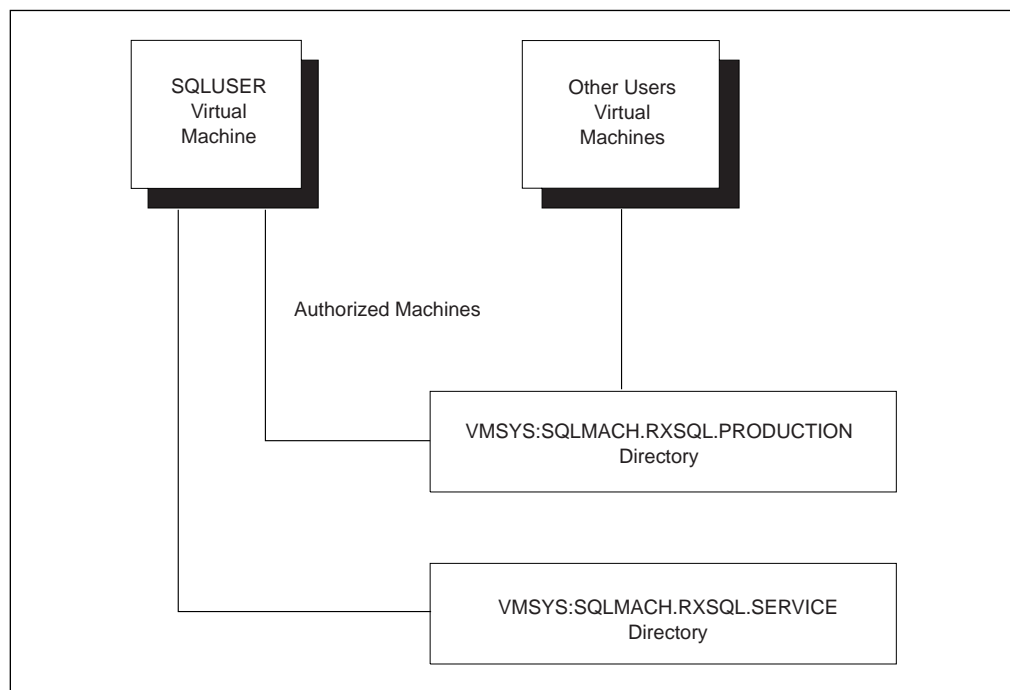 SQLUSER
Virtual
Machine
Other Users
Virtual
Machines
Authorized Machines
VMSYS:SQLMACH.RXSQL.PRODUCTION
Directory
VMSYS:SQLMACH.RXSQL.SERVICE
Directory